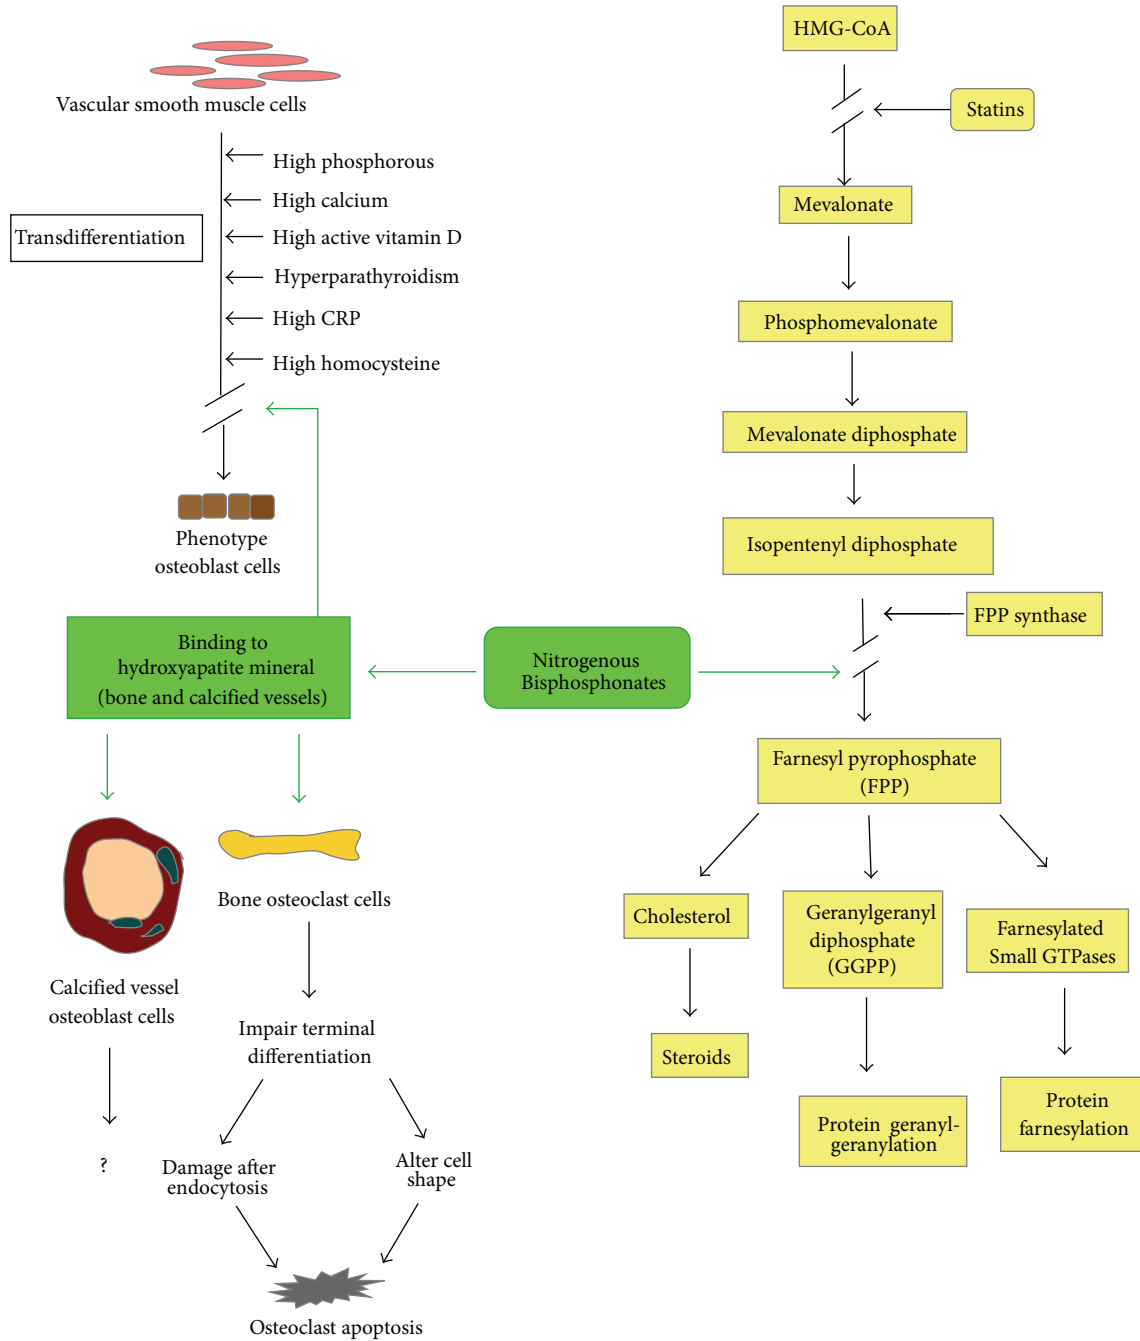 Vascular smooth muscle cells
High phosphorous
High calcium
Transdifferentiation
High active vitamin D
Hyperparathyroidism
High CRP
High homocysteine
Phenotype
osteoblast cells
Binding to
hydroxyapatite mineral
(bone and calcified vessels)
Nitrogenous
Bisphosphonates
Calcified vessel
osteoblast cells
?
Bone osteoclast cells
Impair terminal
differentiation
Damage after
endocytosis
Alter cell
shape
Osteoclast apoptosis
HMG-CoA
Statins
Mevalonate
Phosphomevalonate
Mevalonate diphosphate
Isopentenyl diphosphate
FPP synthase
Farnesyl pyrophosphate
(FPP)
Cholesterol
Steroids
Geranylgeranyl
diphosphate
(GGPP)
Protein geranyl-
geranylation
Farnesylated
Small GTPases
Protein
farnesylation